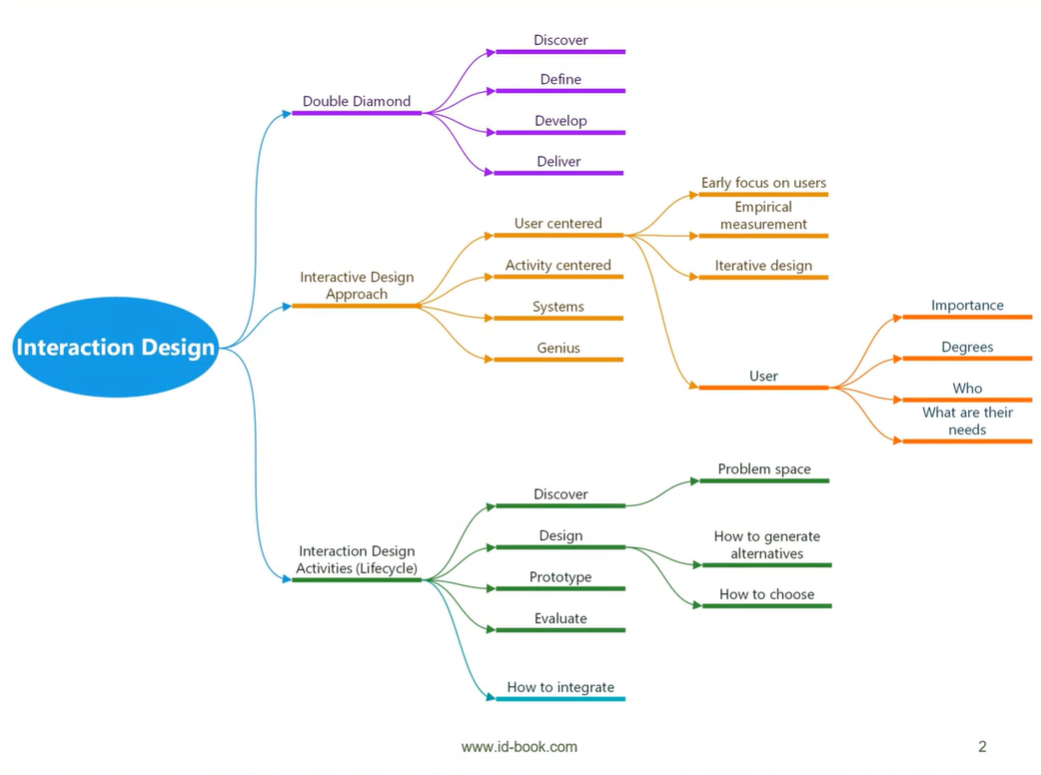 Interaction Design
Double Diamond
Discover
Define
Develop
Deliver
Interactive Design
Approach
User centered
Early focus on users
Empirical
measurement
Iterative design
User
Importance
Degrees
Who
What are their
needs
Activity centered
Systems
Genius
Interaction Design
Activities (Lifecycle)
Discover
Problem space
Design
How to generate
alternatives
How to choose
Prototype
Evaluate
How to integrate
www.id-book.com
2